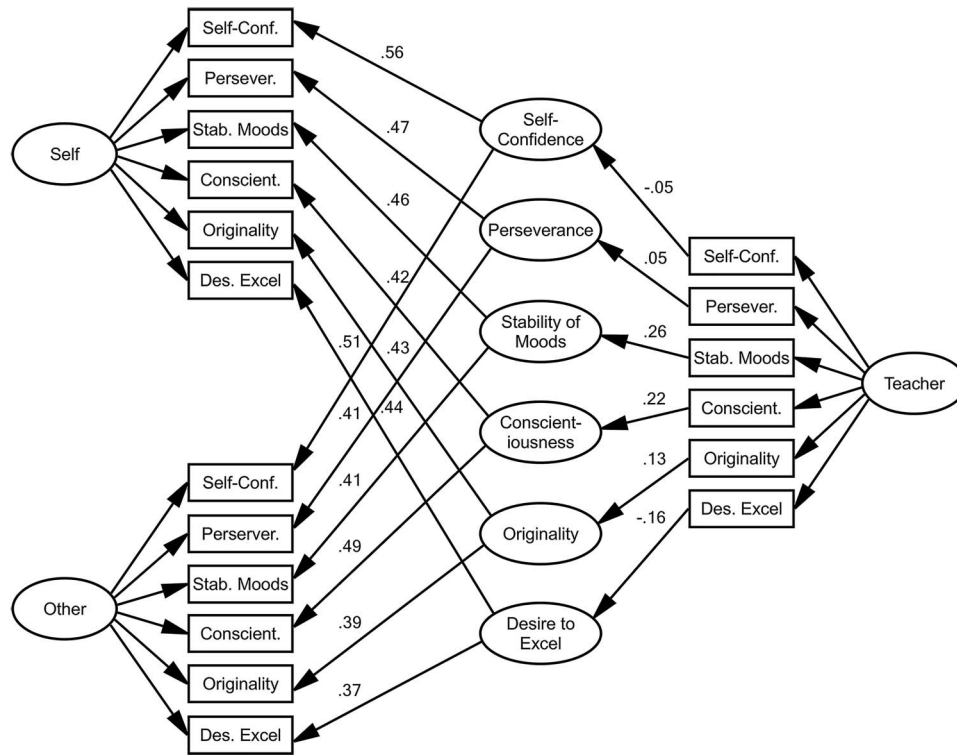 Self-Conf.
Persever.
Stab. Moods
Conscient.
Originality
Des. Excel
Self
.56
.47
.46
.42
.51
.43
.41
.44
.41
.49
.39
.37
Self-Conf.
Perserver.
Stab. Moods
Conscient.
Originality
Des. Excel
Other
Self-
Confidence
Perseverance
Stability of
Moods
Conscient-
iousness
Originality
Desire to
Excel
-.05
.05
.26
.22
.13
-.16
Self-Conf.
Persever.
Stab. Moods
Conscient.
Originality
Des. Excel
Teacher